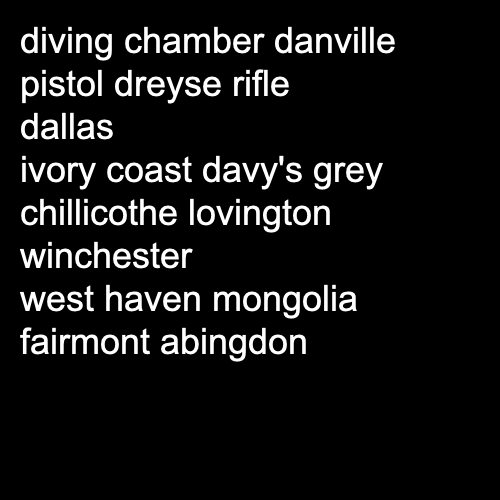 diving chamber danville
pistol dreyse rifle
dallas
ivory coast davy's grey
chillicothe lovington
winchester
west haven mongolia
fairmont abingdon